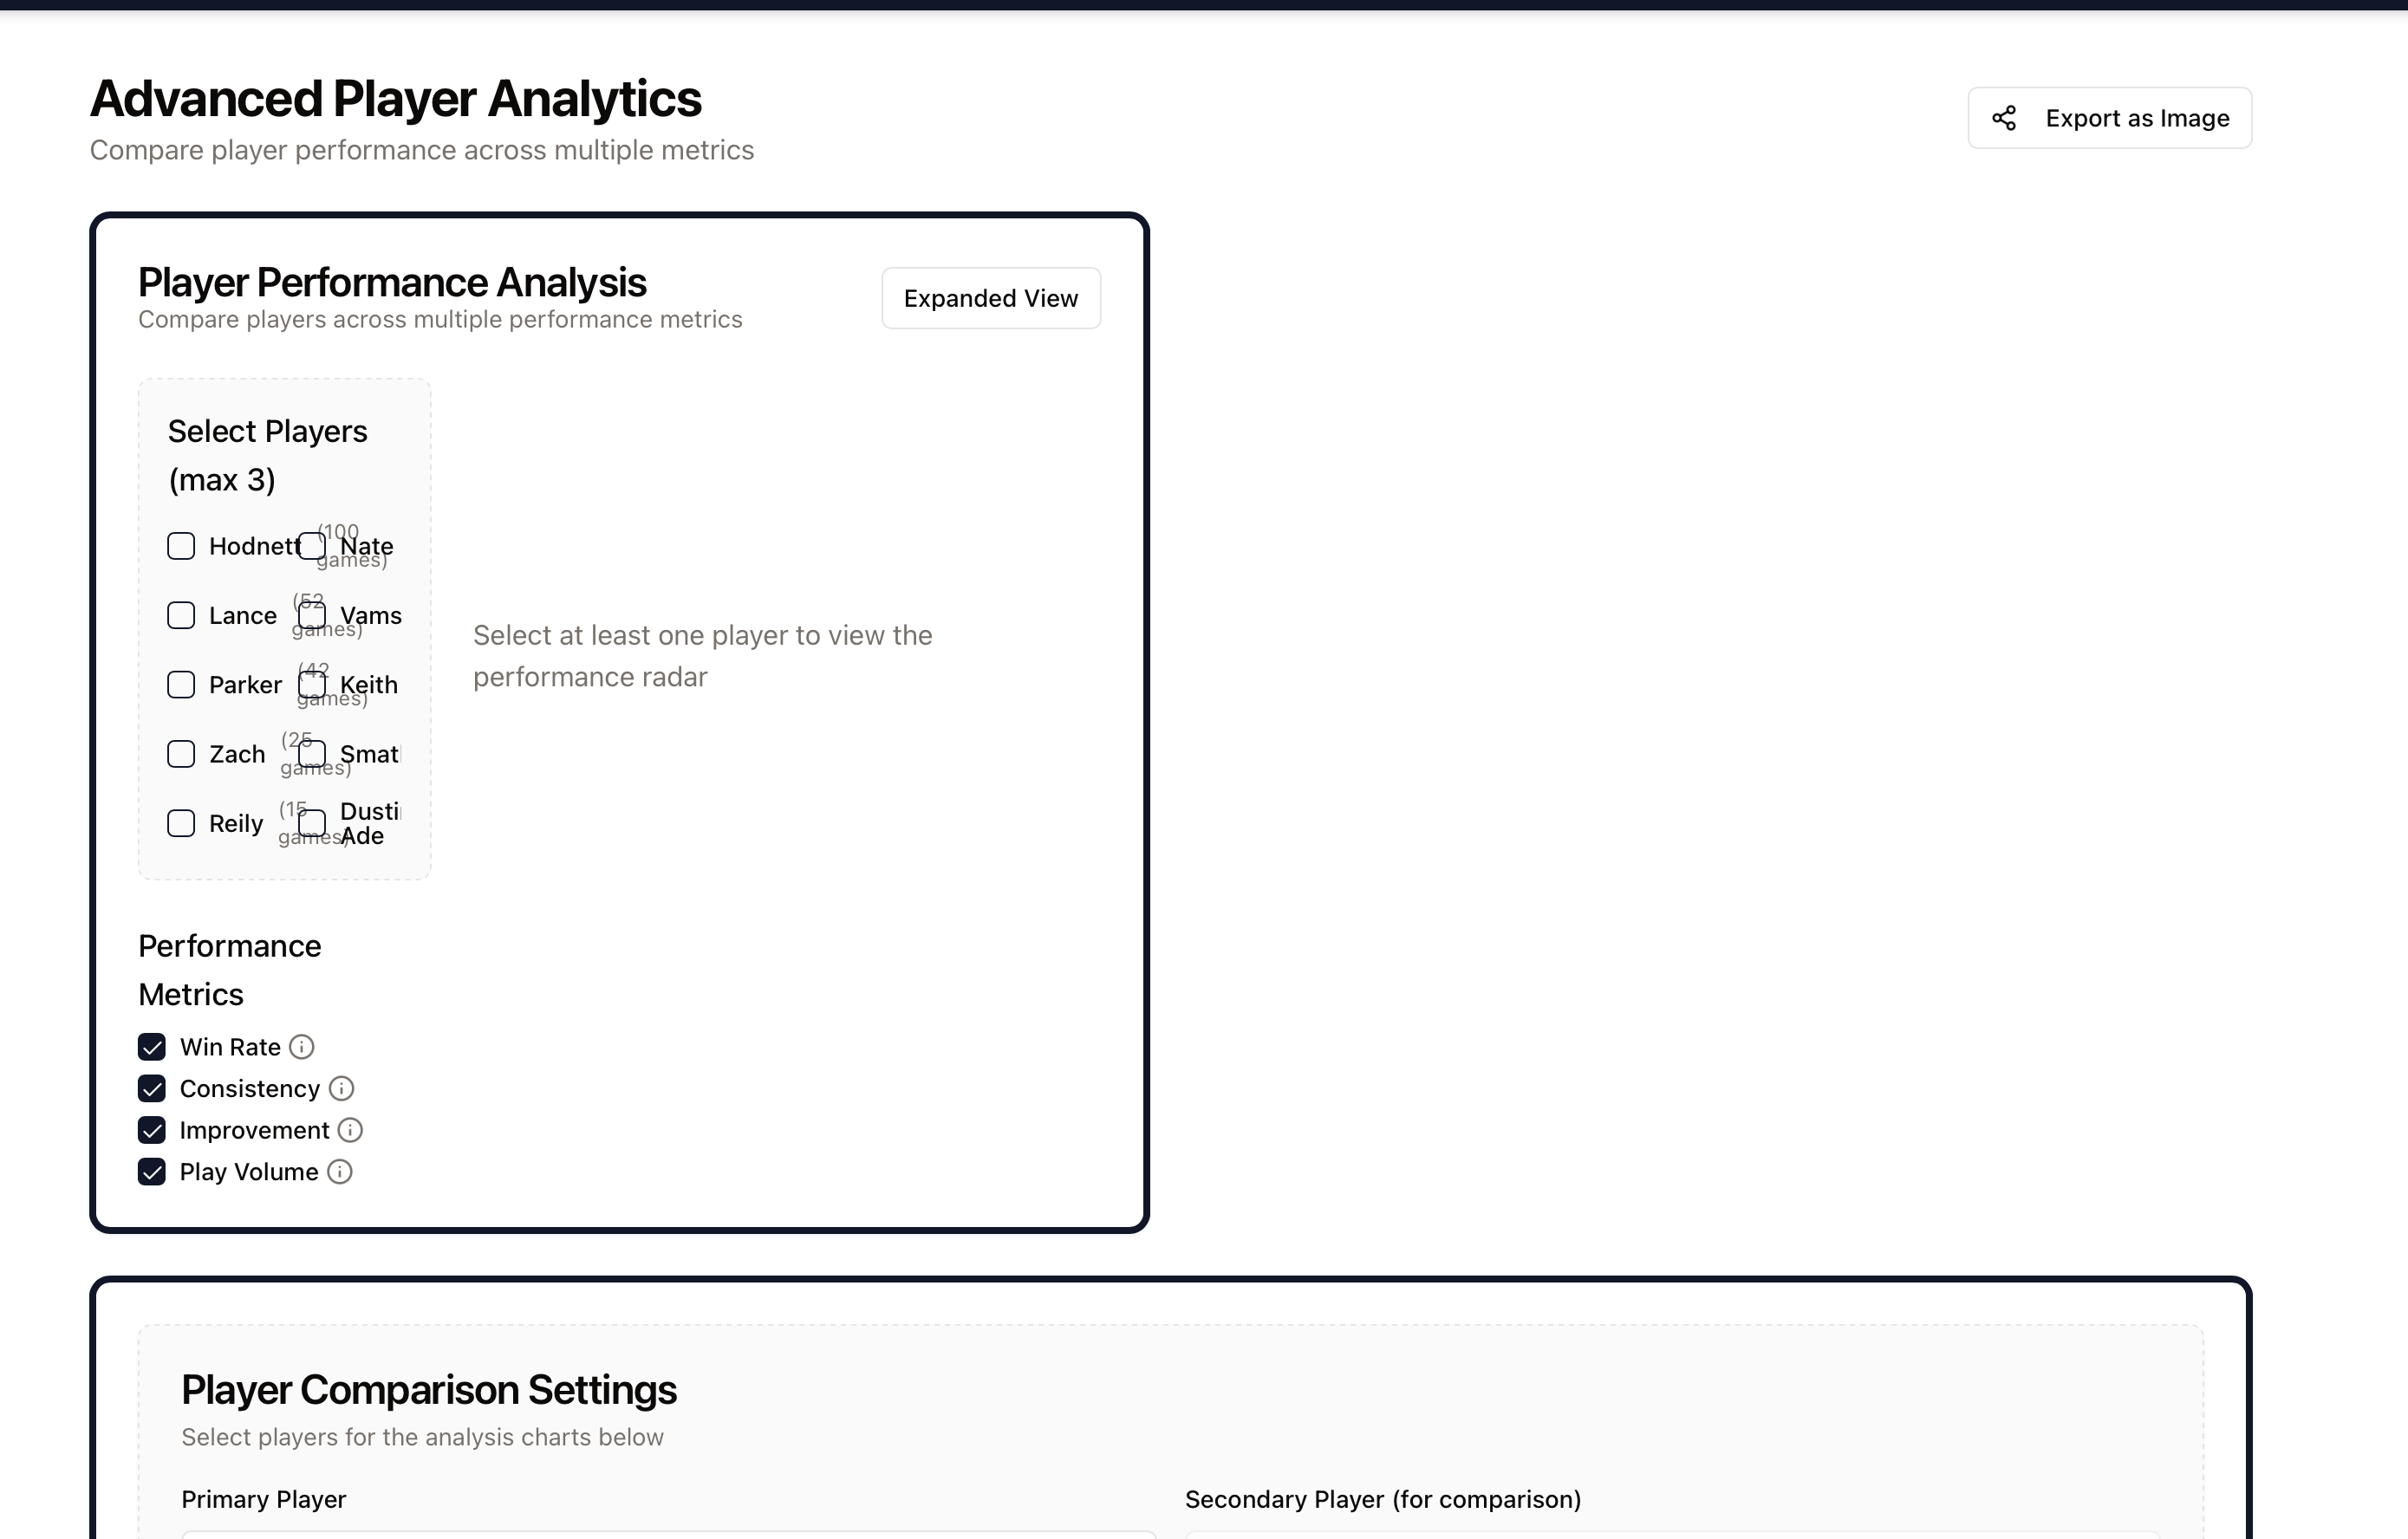 Advanced Player Analytics
Compare player performance across multiple metrics
Export as Image
Player Performance Analysis
Compare players across multiple performance metrics
Expanded View
Select Players
(max 3)
Hodnett (100 games) Nate
Lance (52 games) Vams
Parker (42 games) Keith
Zach (25 games) Smat
Reily (15 games) Dusti
Ade
Select at least one player to view the
performance radar
Performance
Metrics
Win Rate
Consistency
Improvement
Play Volume
Player Comparison Settings
Select players for the analysis charts below
Primary Player
Secondary Player (for comparison)